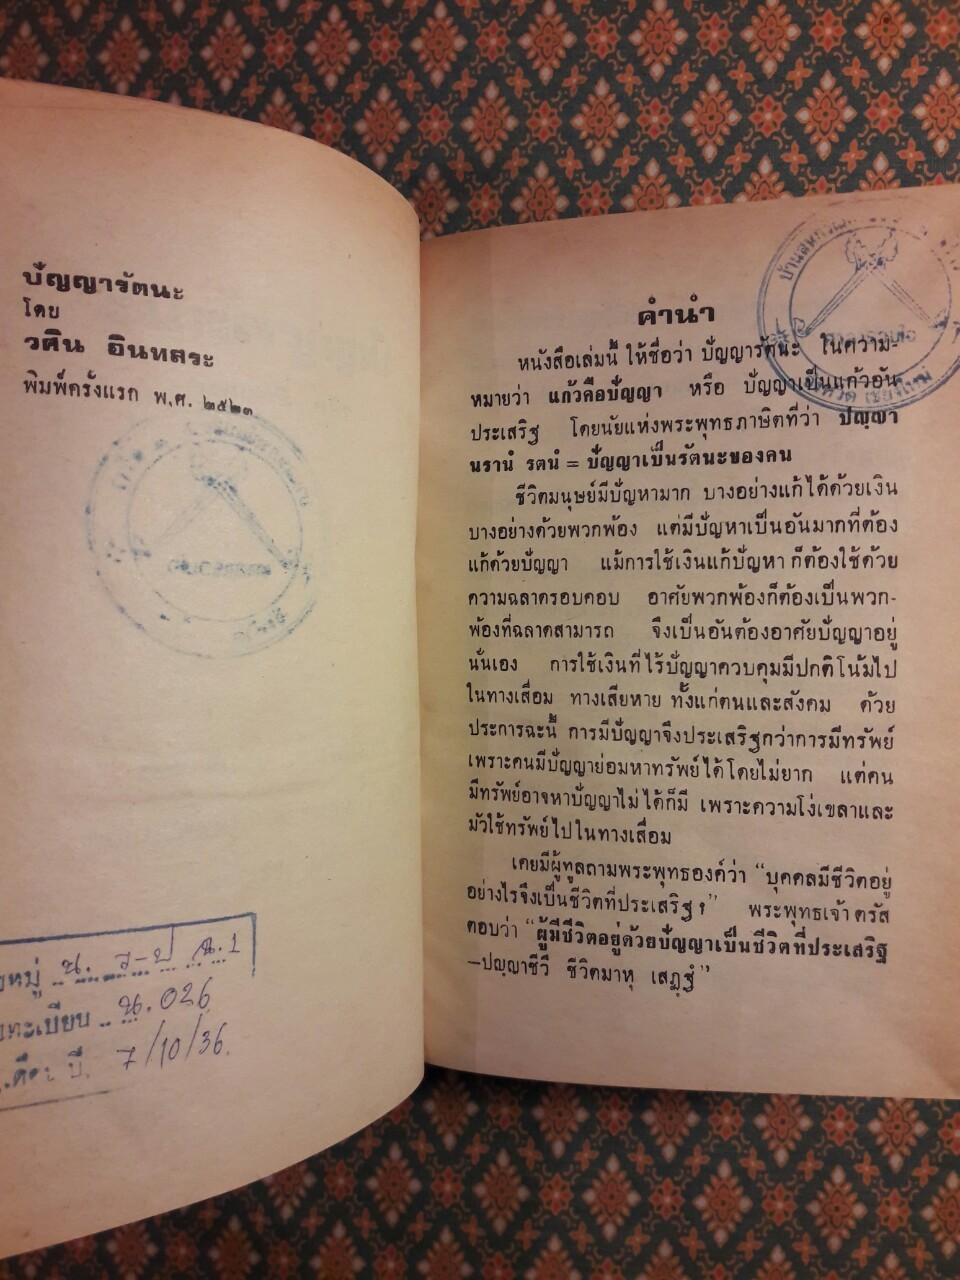 ปัญญารัตนะ
โดย
วศิน อินทสระ
พิมพ์ครั้งแรก พ.ศ. ๒๕๒๓
หมู่ น. ร-ป ฉ.1
ทะเบียน น. 026
ปี. 7/10/36.
คำนำ
หนังสือเล่มนี้ ให้ชื่อว่า ปัญญารัตนะ ในความ-
หมายว่า แก้วคือปัญญา หรือ ปัญญาเป็นแก้วอัน
ประเสริฐ โดยนัยแห่งพระพุทธภาษิตที่ว่า ปญฺญา
นรานํ รตนํ = ปัญญาเป็นรัตนะของคน
ชีวิตมนุษย์มีปัญหามาก บางอย่างแก้ได้ด้วยเงิน
บางอย่างด้วยพวกพ้อง แต่มีปัญหาเป็นอันมากที่ต้อง
แก้ด้วยปัญญา แม้การใช้เงินแก้ปัญหา ก็ต้องใช้ด้วย
ความฉลาดรอบคอบ อาศัยพวกพ้องก็ต้องเป็นพวก-
พ้องที่ฉลาดสามารถ จึงเป็นอันต้องอาศัยปัญญาอยู่
นั่นเอง การใช้เงินที่ไร้ปัญญาควบคุมมีปกติโน้มไป
ในทางเสื่อม ทางเสียหาย ทั้งแก่ตนและสังคม ด้วย
ประการฉะนี้ การมีปัญญาจึงประเสริฐกว่าการมีทรัพย์
เพราะคนมีปัญญาย่อมหาทรัพย์ได้โดยไม่ยาก แต่คน
มีทรัพย์อาจหาปัญญาไม่ได้ก็มี เพราะความโง่เขลาและ
มัวใช้ทรัพย์ไปในทางเสื่อม
เคยมีผู้ทูลถามพระพุทธองค์ว่า "บุคคลมีชีวิตอยู่
อย่างไรจึงเป็นชีวิตที่ประเสริฐ?" พระพุทธเจ้าตรัส
ตอบว่า "ผู้มีชีวิตอยู่ด้วยปัญญาเป็นชีวิตที่ประเสริฐ
—ปญฺญาชีวึ ชีวิตมาหุ เสฏฺฐํ"